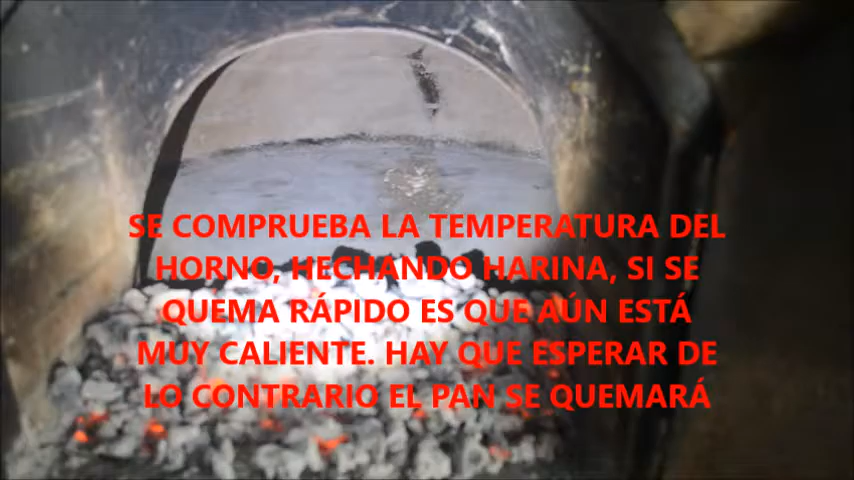 SE COMPRUEBA LA TEMPERATURA DEL
HORNO, HECHANDO HARINA, SI SE
QUEMA RÁPIDO ES QUE AÚN ESTÁ
MUY CALIENTE. HAY QUE ESPERAR DE
LO CONTRARIO EL PAN SE QUEMARÁ